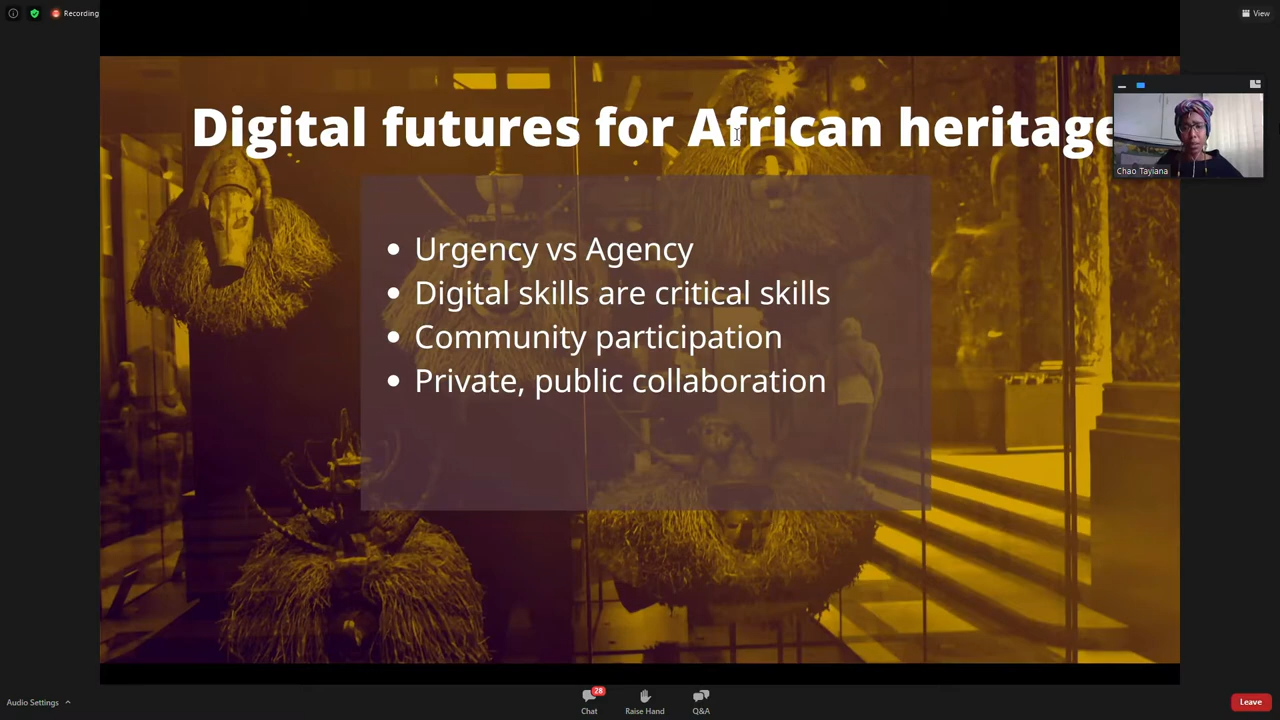 Recording
View
Digital futures for African heritage
Chao Tayiana
• Urgency vs Agency
• Digital skills are critical skills
• Community participation
• Private, public collaboration
Audio Settings
28
Chat
Raise Hand
Q&A
Leave